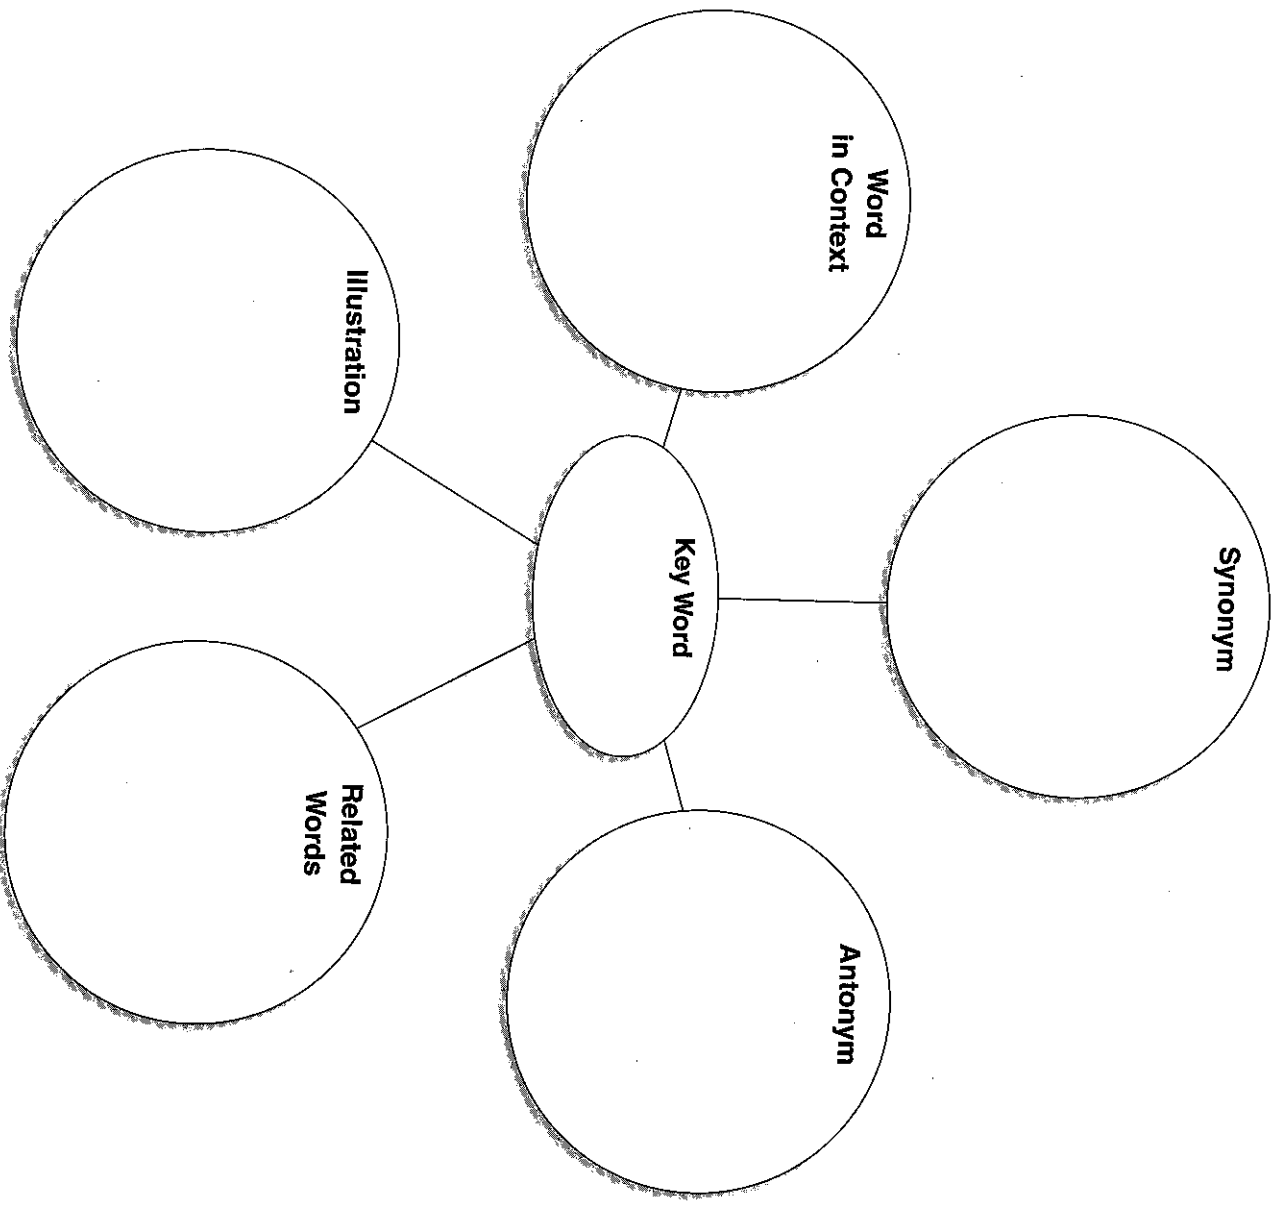 Synonym
Word
in Context
Antonym
Key Word
Illustration
Related
Words